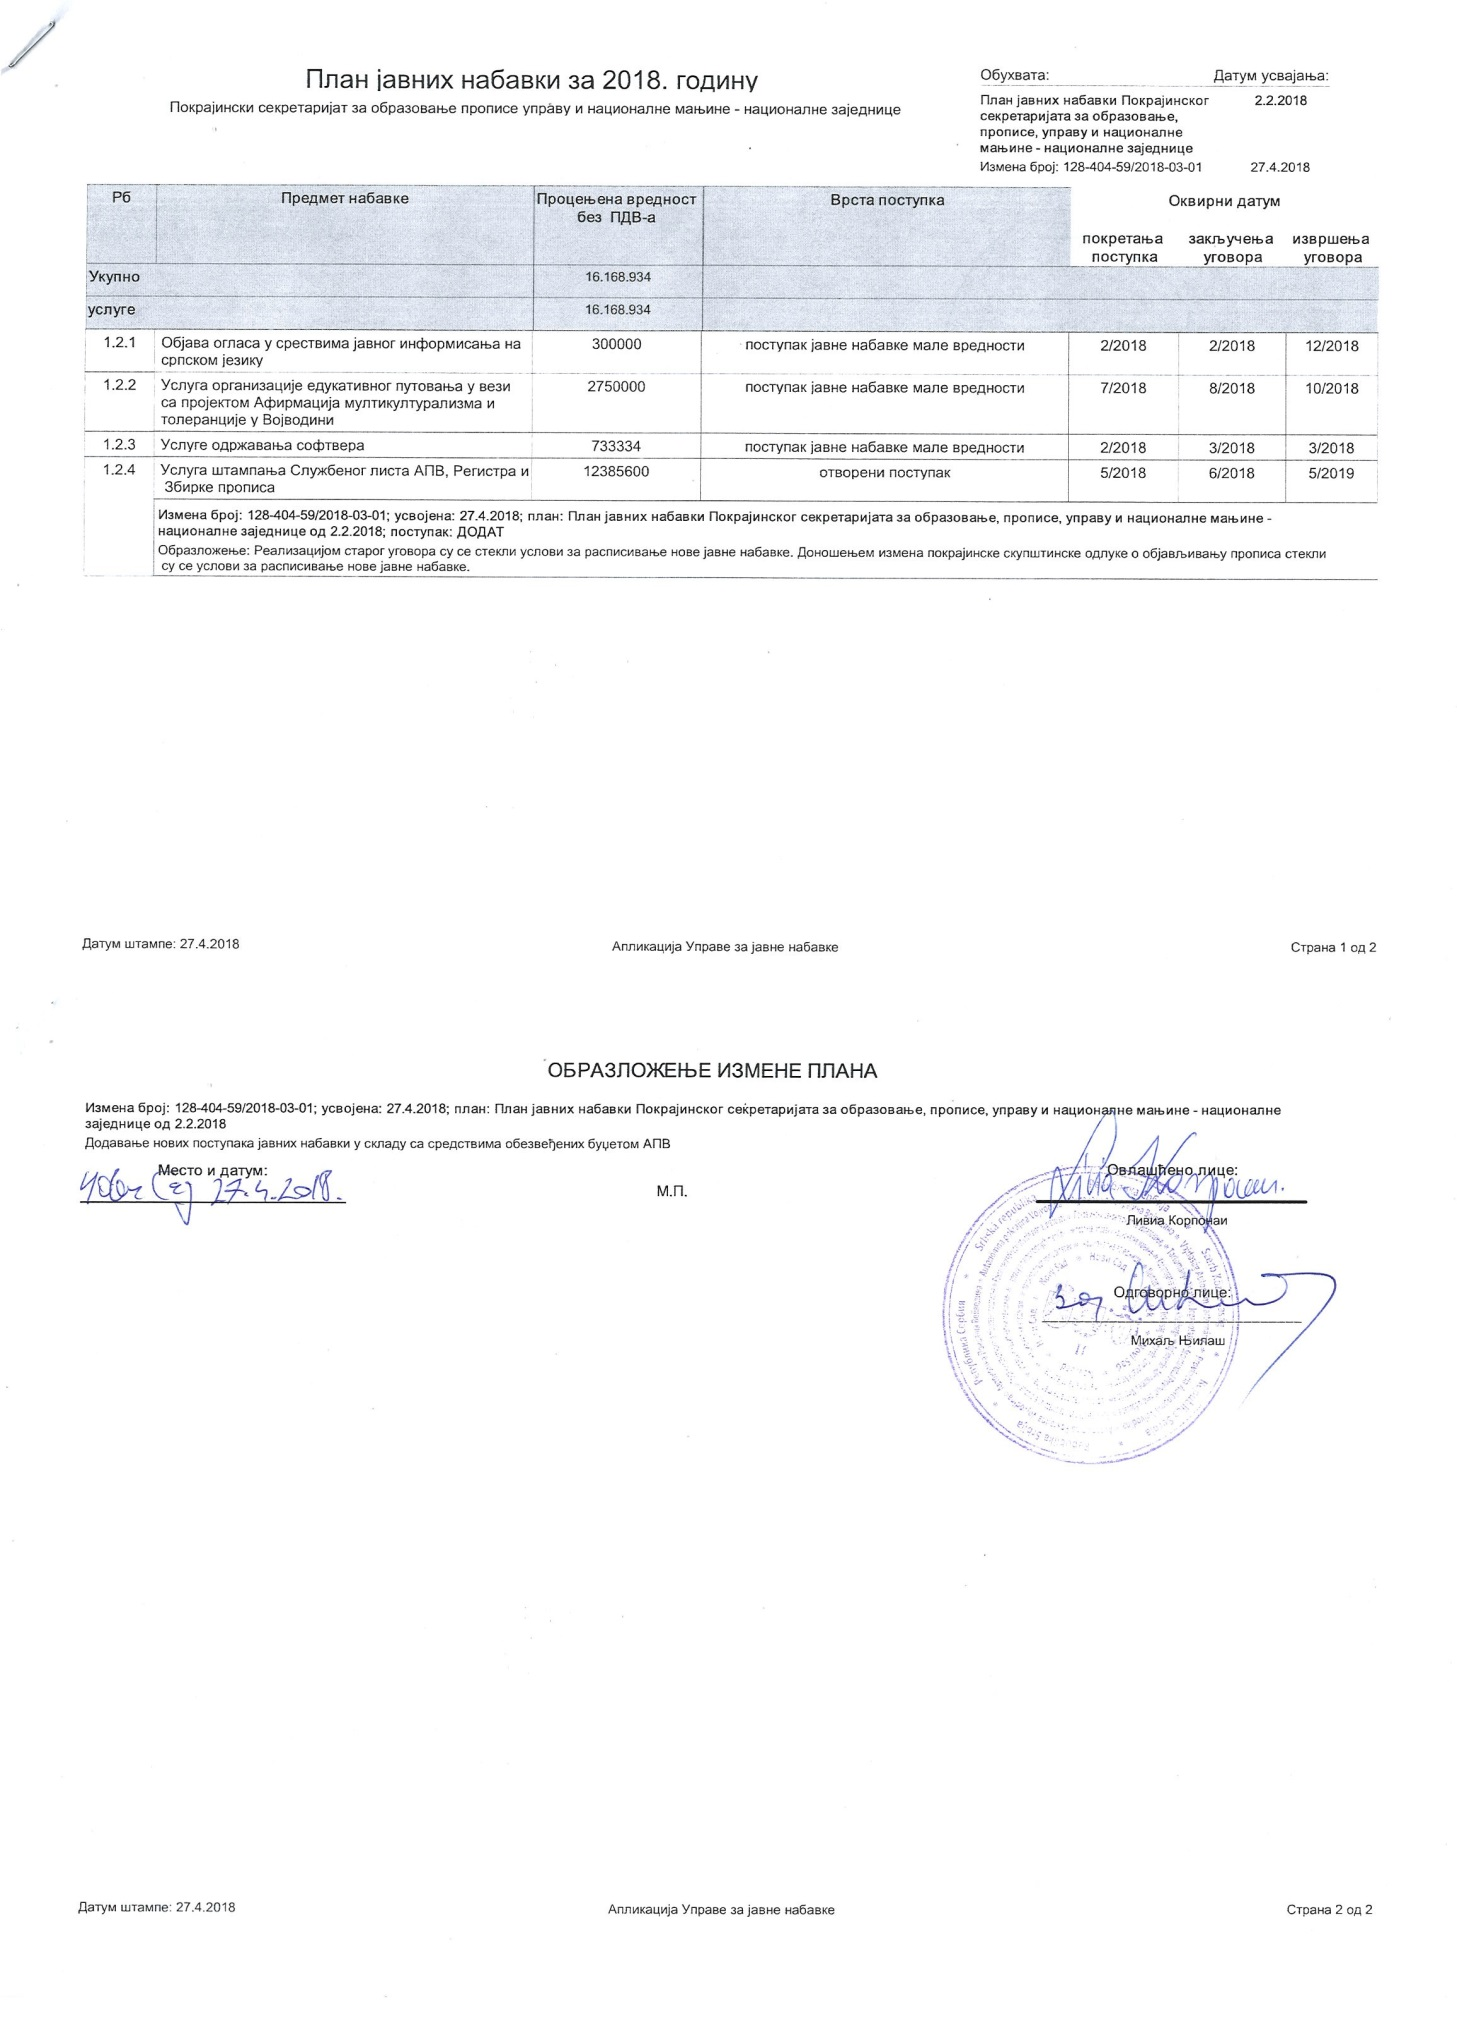 План јавних набавки за 2018. годину
Покрајински секретаријат за образовање прописе управу и националне мањине - националне заједнице
Обухвата: Датум усвајања:
План јавних набавки Покрајинског 2.2.2018
секретаријата за образовање,
прописе, управу и националне
мањине - националне заједнице
Измена број: 128-404-59/2018-03-01 27.4.2018
Рб Предмет набавке Процењена вредност Врста поступка Оквирни датум
без ПДВ-а
покретања закључења извршења
поступка уговора уговора
Укупно 16.168.934
услуге 16.168.934
1.2.1 Објава огласа у срествима јавног информисања на 300000 поступак јавне набавке мале вредности 2/2018 2/2018 12/2018
српском језику
1.2.2 Услуга организације едукативног путовања у вези 2750000 поступак јавне набавке мале вредности 7/2018 8/2018 10/2018
са пројектом Афирмација мултикултурализма и
толеранције у Војводини
1.2.3 Услуге одржавања софтвера 733334 поступак јавне набавке мале вредности 2/2018 3/2018 3/2018
1.2.4 Услуга штампања Службеног листа АПВ, Регистра и 12385600 отворени поступак 5/2018 6/2018 5/2019
Збирке прописа
Измена број: 128-404-59/2018-03-01; усвојена: 27.4.2018; план: План јавних набавки Покрајинског секретаријата за образовање, прописе, управу и националне мањине -
националне заједнице од 2.2.2018; поступак: ДОДАТ
Образложење: Реализацијом старог уговора су се стекли услови за расписивање нове јавне набавке. Доношењем измена покрајинске скупштинске одлуке о објављивању прописа стекли
су се услови за расписивање нове јавне набавке.
Датум штампе: 27.4.2018 Апликација Управе за јавне набавке Страна 1 од 2
ОБРАЗЛОЖЕЊЕ ИЗМЕНЕ ПЛАНА
Измена број: 128-404-59/2018-03-01; усвојена: 27.4.2018; план: План јавних набавки Покрајинског секретаријата за образовање, прописе, управу и националне мањине - националне
заједнице од 2.2.2018
Додавање нових поступака јавних набавки у складу са средствима обезвеђених буџетом АПВ
Место и датум: Овлашћено лице:
27.4.2018. М.П.
Ливиа Корпонаи
Одговорно лице:
Михаљ Њилаш
Датум штампе: 27.4.2018 Апликација Управе за јавне набавке Страна 2 од 2